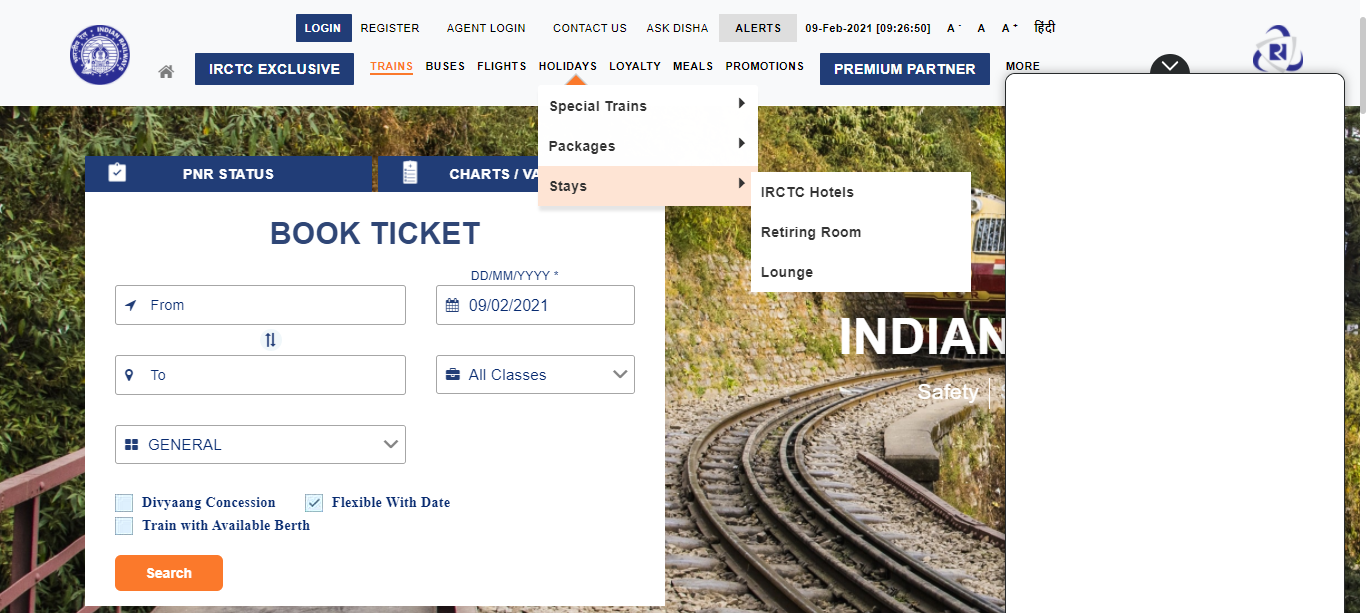 LOGIN REGISTER AGENT LOGIN CONTACT US ASK DISHA ALERTS 09-Feb-2021 [09:26:50] A - A A + हिंदी
IRCTC EXCLUSIVE TRAINS BUSES FLIGHTS HOLIDAYS LOYALTY MEALS PROMOTIONS PREMIUM PARTNER MORE
Special Trains
Packages
Stays
IRCTC Hotels
Retiring Room
Lounge
PNR STATUS
CHARTS / VA
BOOK TICKET
DD/MM/YYYY *
From
09/02/2021
To
All Classes
GENERAL
Divyaang Concession
Flexible With Date
Train with Available Berth
Search
INDIAN
Safety |